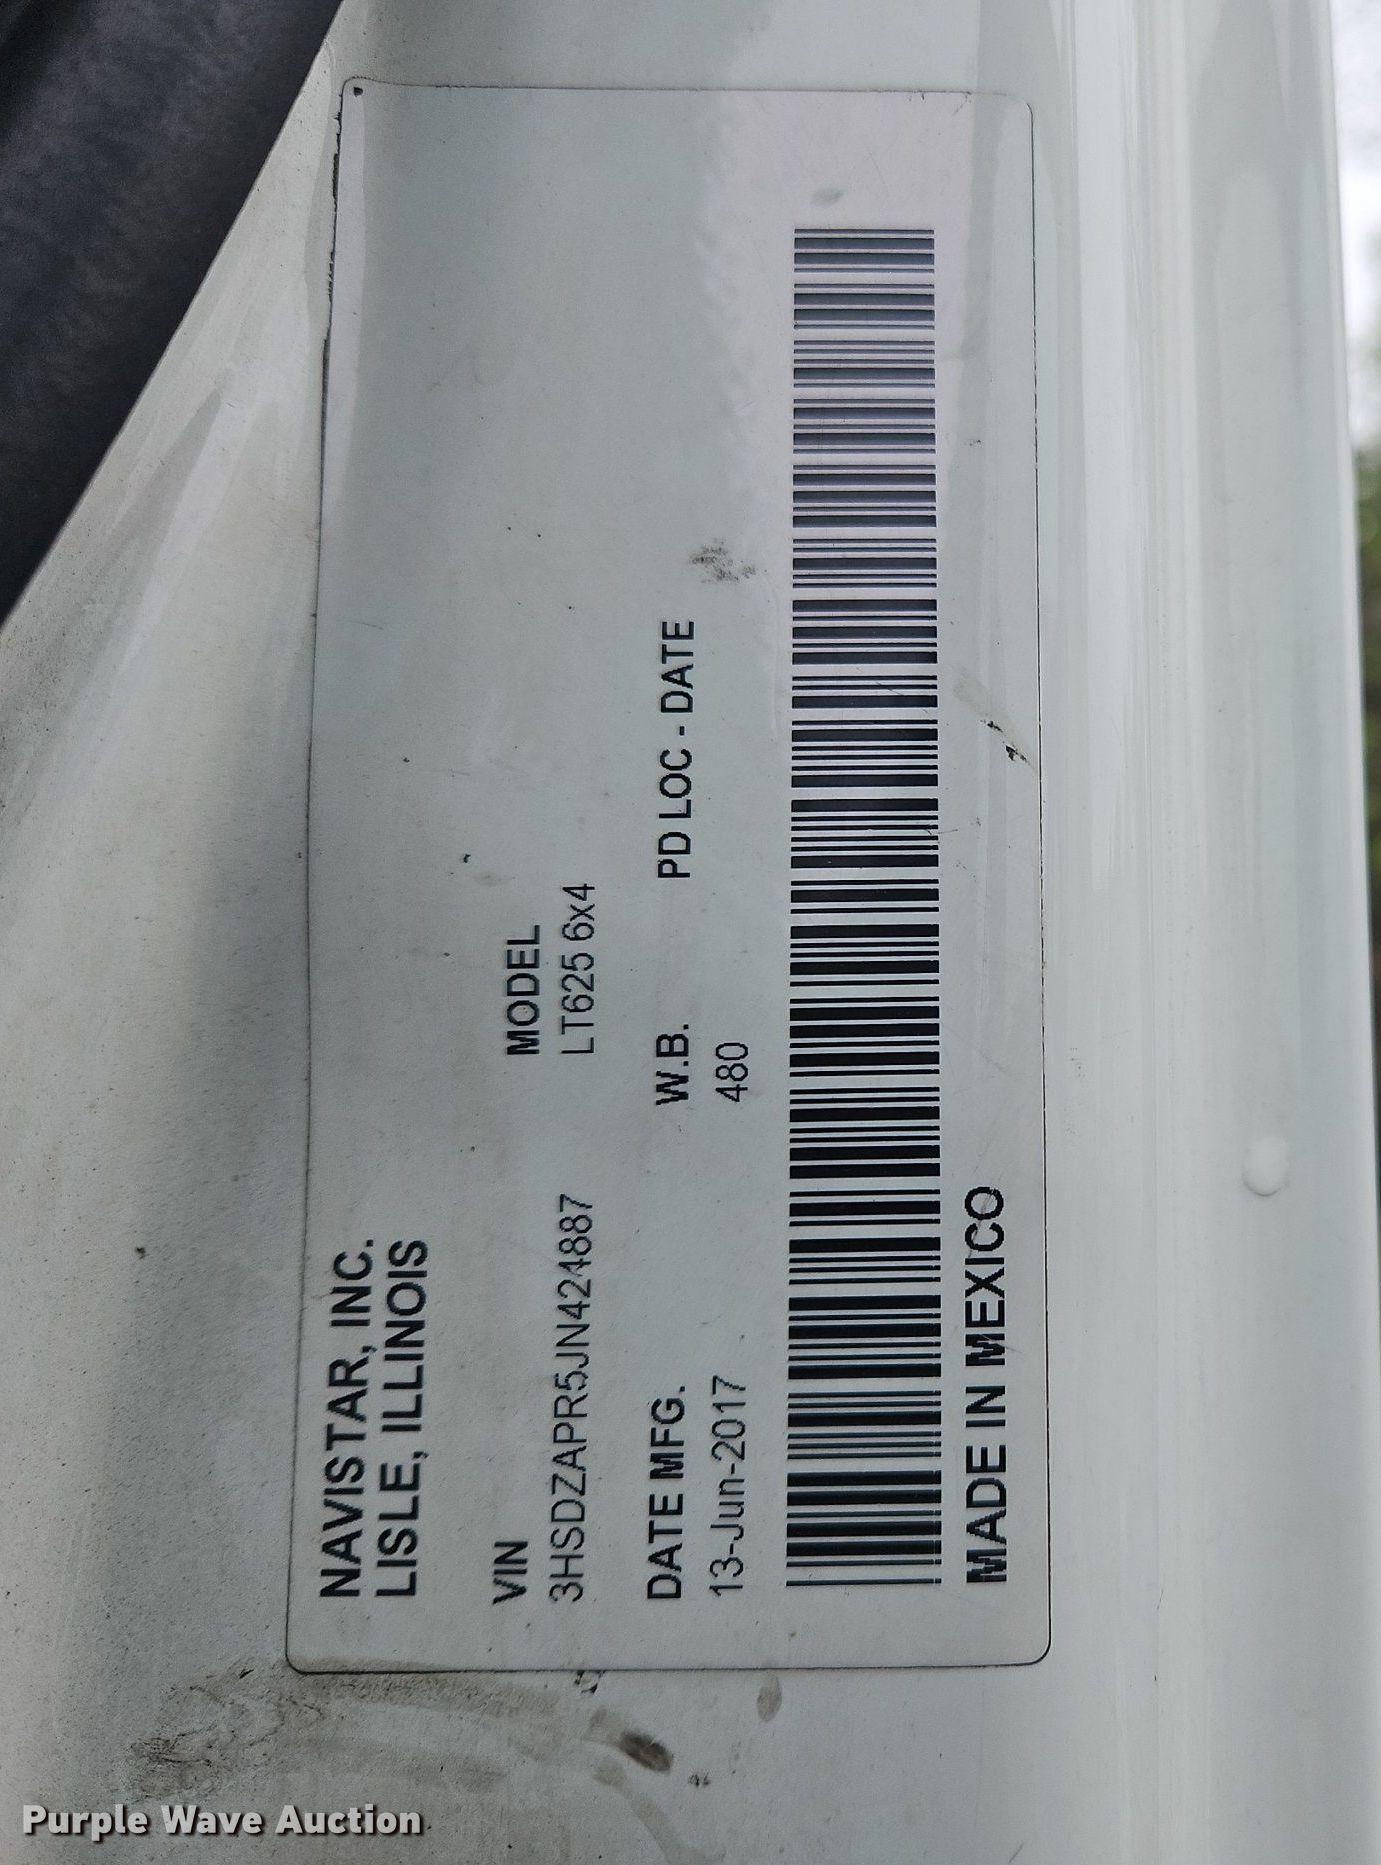 NAVISTAR, INC.
LISLE, ILLINOIS
VIN MODEL
3HSDZAPR5JN424887 LT625 6x4
DATE MFG. W.B. PD LOC - DATE
13-Jun-2017 480
MADE IN MEXICO
Purple Wave Auction